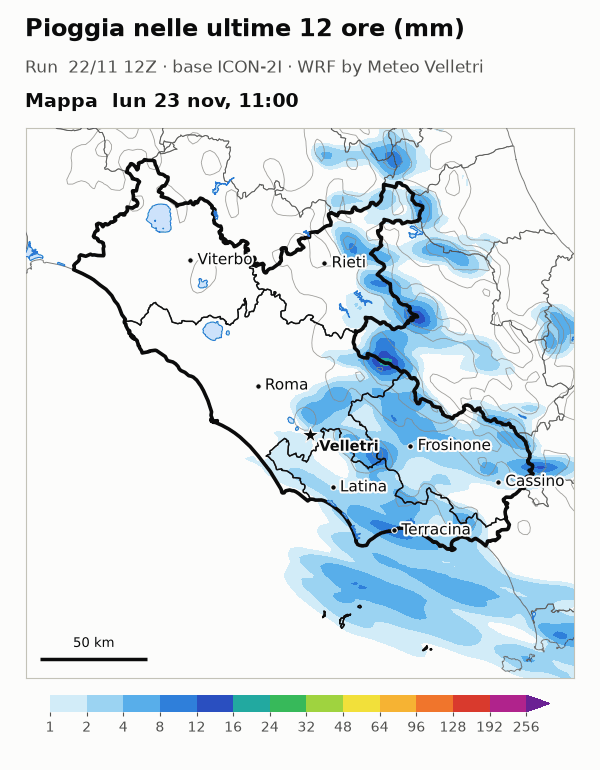 Pioggia nelle ultime 12 ore (mm)
Run  22/11 12Z · base ICON-2I · WRF by Meteo Velletri
Mappa  lun 23 nov, 11:00
Viterbo
Rieti
Roma
Velletri
Frosinone
Cassino
Latina
Terracina
50 km
1 2 4 8 12 16 24 32 48 64 96 128 192 256